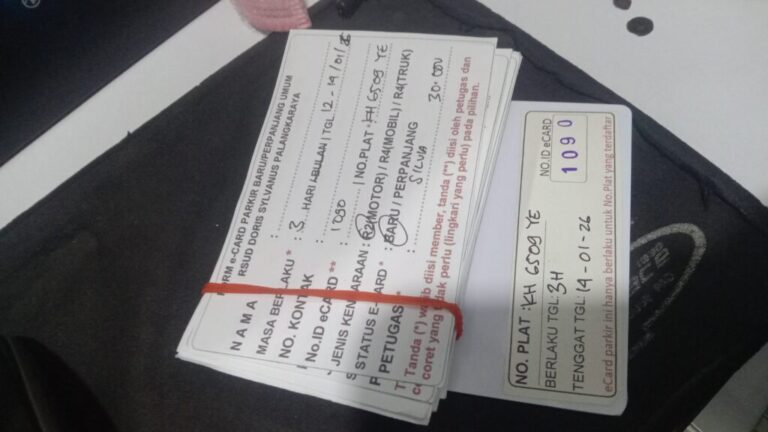 FORM e-CARD PARKIR BARU/PERPANJANG UMUM
RSUD DORIS SYLVANUS PALANGKARAYA
NAMA :
MASA BERLAKU * : 3 HARI /BULAN | TGL 12 - 14/01/26
NO. KONTAK :
No.ID eCARD ** : 1090 | NO.PLAT * KH 6509 YE
JENIS KENDARAAN : R2(MOTOR) / R4(MOBIL) / R4(TRUK)
STATUS E-CARD * : BARU / PERPANJANG
PETUGAS * : SILVIA 30.000
Tanda (*) wajib diisi member, tanda (**) diisi oleh petugas dan
coret yang tidak perlu (lingkari yang perlu) pada pilihan.
NO. PLAT : KH 6509 YE
BERLAKU TGL: 3H
TENGGAT TGL: 14-01-26
NO.ID eCARD
1090
eCard parkir ini hanya berlaku untuk No.Plat yang terdaftar